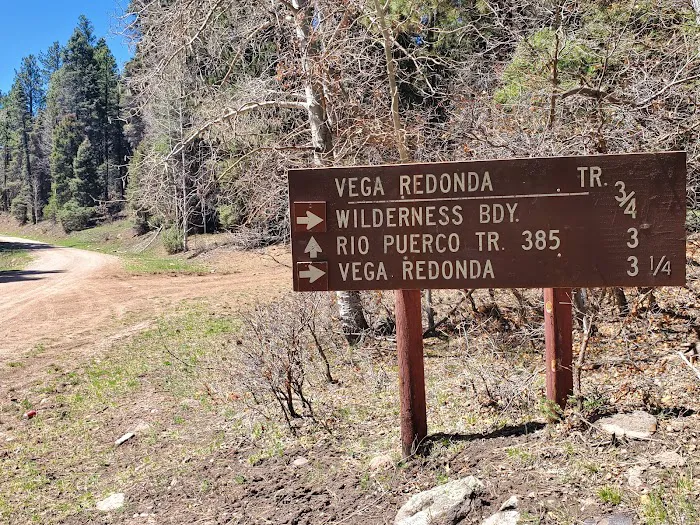 VEGA REDONDA TR.
→ WILDERNESS BDY. 3/4
↑ RIO PUERCO TR. 385 3
→ VEGA REDONDA 3 1/4